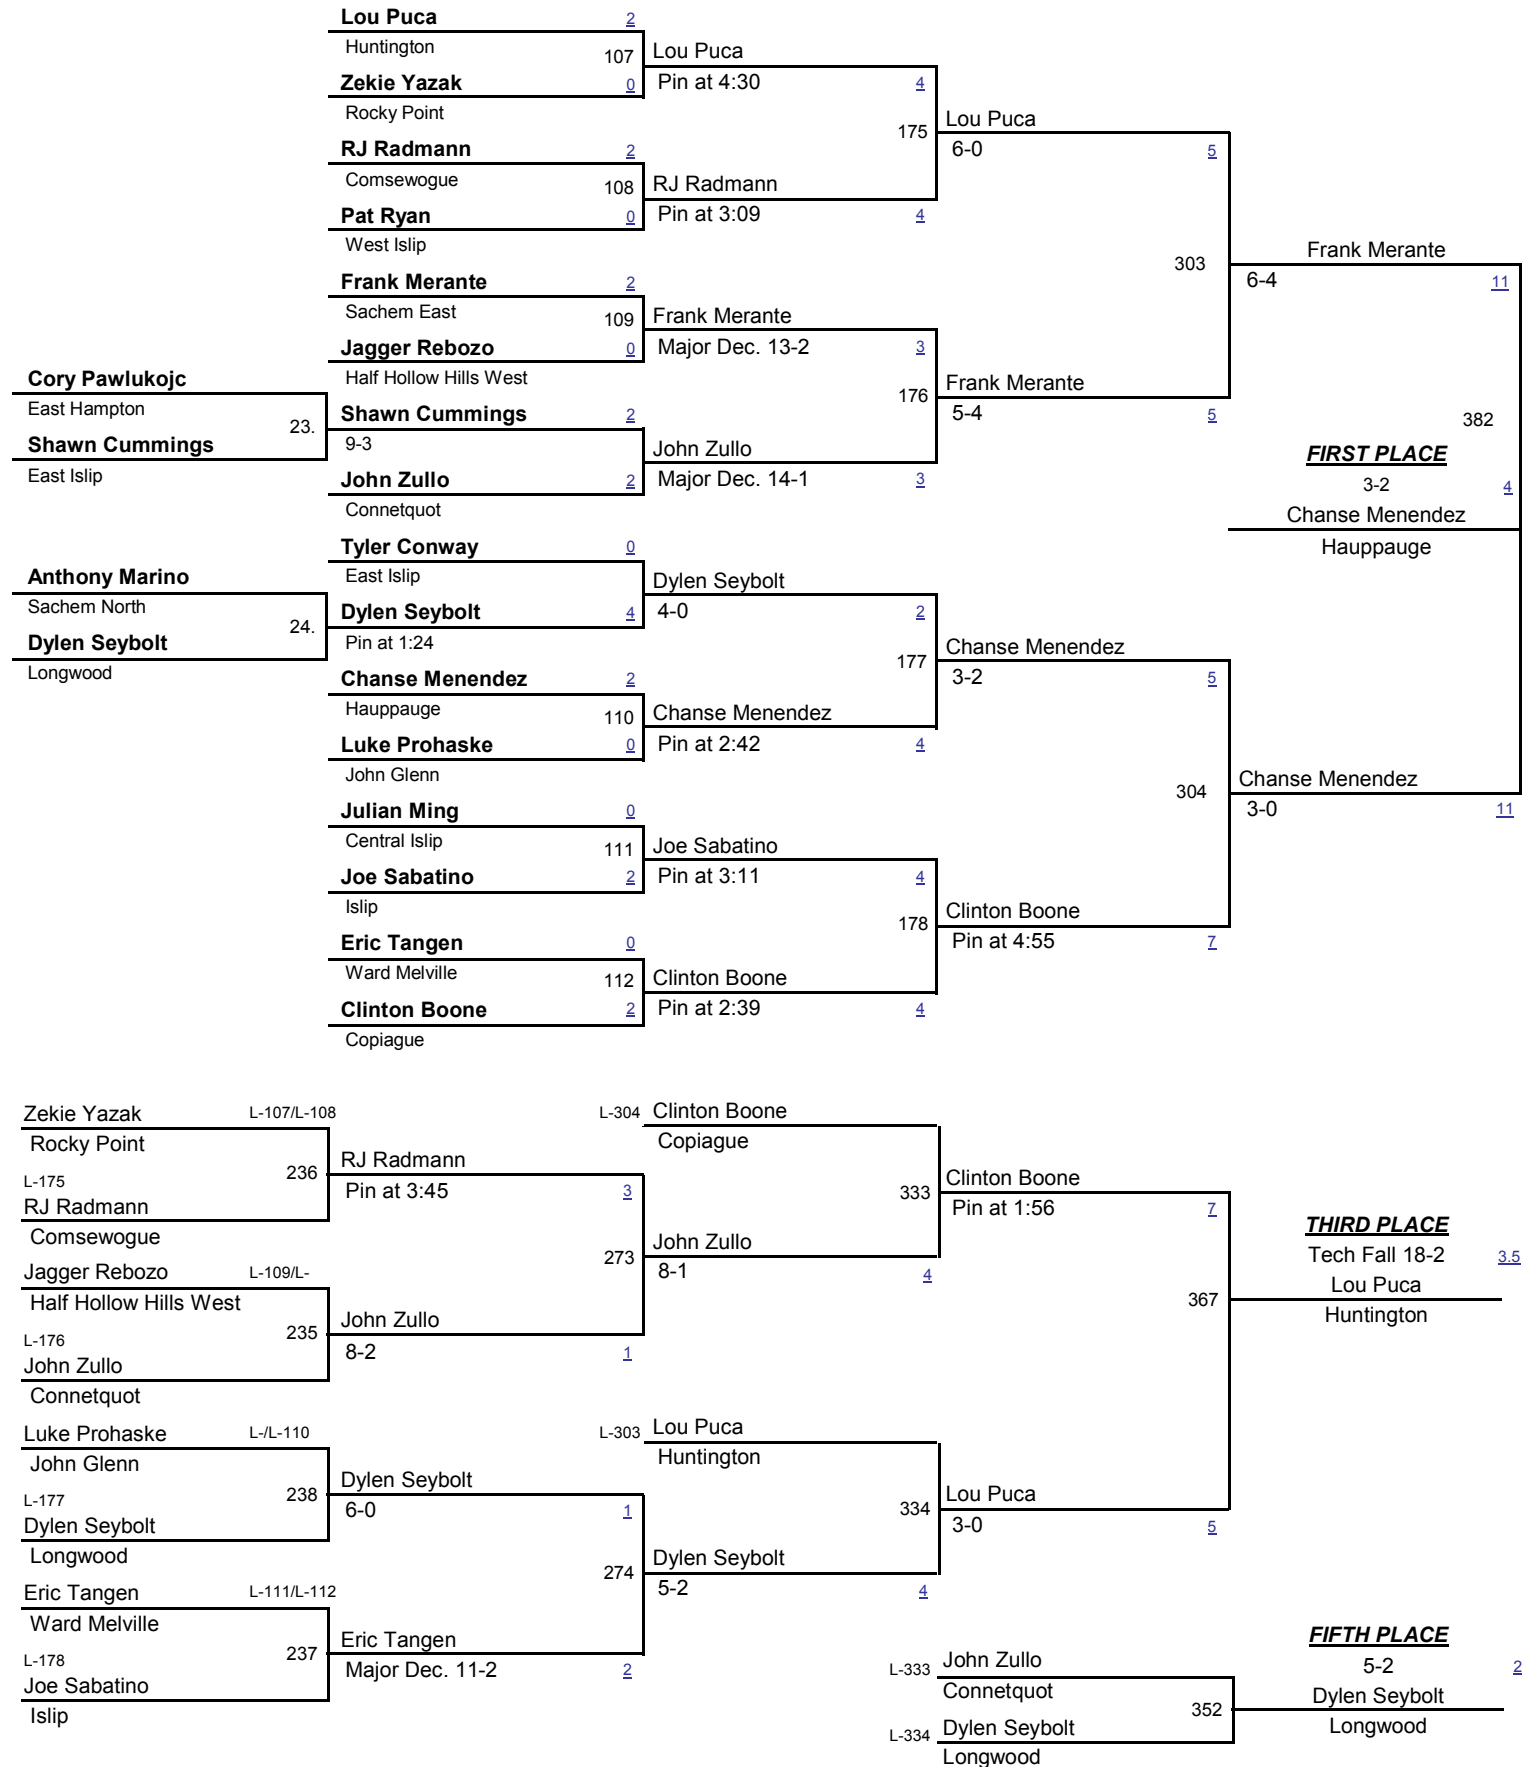 Lou Puca 2
Huntington
107
Lou Puca
Zekie Yazak 0
Pin at 4:30 4
Rocky Point
Lou Puca
175
RJ Radmann 2
6-0 5
Comsewogue
108
RJ Radmann
Pat Ryan 0
Pin at 3:09 4
West Islip
Frank Merante
303
Frank Merante 2
6-4 11
Sachem East
109
Frank Merante
Jagger Rebozo 0
Major Dec. 13-2 3
Half Hollow Hills West
Cory Pawlukojc
Frank Merante
176
East Hampton
Shawn Cummings 2
5-4 5
23.
382
Shawn Cummings
9-3
John Zullo
FIRST PLACE
East Islip
John Zullo 2
Major Dec. 14-1 3
3-2 4
Connetquot
Chanse Menendez
Tyler Conway 0
Hauppauge
Anthony Marino
East Islip
Dylen Seybolt
Sachem North
Dylen Seybolt 4
4-0 2
24.
Dylen Seybolt
Pin at 1:24
Chanse Menendez
177
Longwood
Chanse Menendez 2
3-2 5
Hauppauge
110
Chanse Menendez
Luke Prohaske 0
Pin at 2:42 4
John Glenn
Chanse Menendez
304
Julian Ming 0
3-0 11
Central Islip
111
Joe Sabatino
Joe Sabatino 2
Pin at 3:11 4
Islip
Clinton Boone
178
Eric Tangen 0
Pin at 4:55 7
Ward Melville
112
Clinton Boone
Clinton Boone 2
Pin at 2:39 4
Copiague
Zekie Yazak L-107/L-108
L-304 Clinton Boone
Rocky Point
Copiague
RJ Radmann
236
L-175
Pin at 3:45 3
Clinton Boone
333
RJ Radmann
Pin at 1:56 7
Comsewogue
THIRD PLACE
John Zullo
273
Tech Fall 18-2 3.5
Jagger Rebozo L-109/L-
8-1 4
Lou Puca
Half Hollow Hills West
367
Huntington
John Zullo
235
L-176
8-2 1
John Zullo
Connetquot
Luke Prohaske L-/L-110
L-303 Lou Puca
John Glenn
Huntington
Dylen Seybolt
238
L-177
6-0 1
Lou Puca
334
Dylen Seybolt
3-0 5
Longwood
Dylen Seybolt
274
Eric Tangen L-111/L-112
5-2 4
Ward Melville
Eric Tangen
FIFTH PLACE
237
L-178
Major Dec. 11-2 2
L-333 John Zullo
5-2 2
Joe Sabatino
Connetquot
Dylen Seybolt
Islip
352
L-334 Dylen Seybolt
Longwood
Longwood